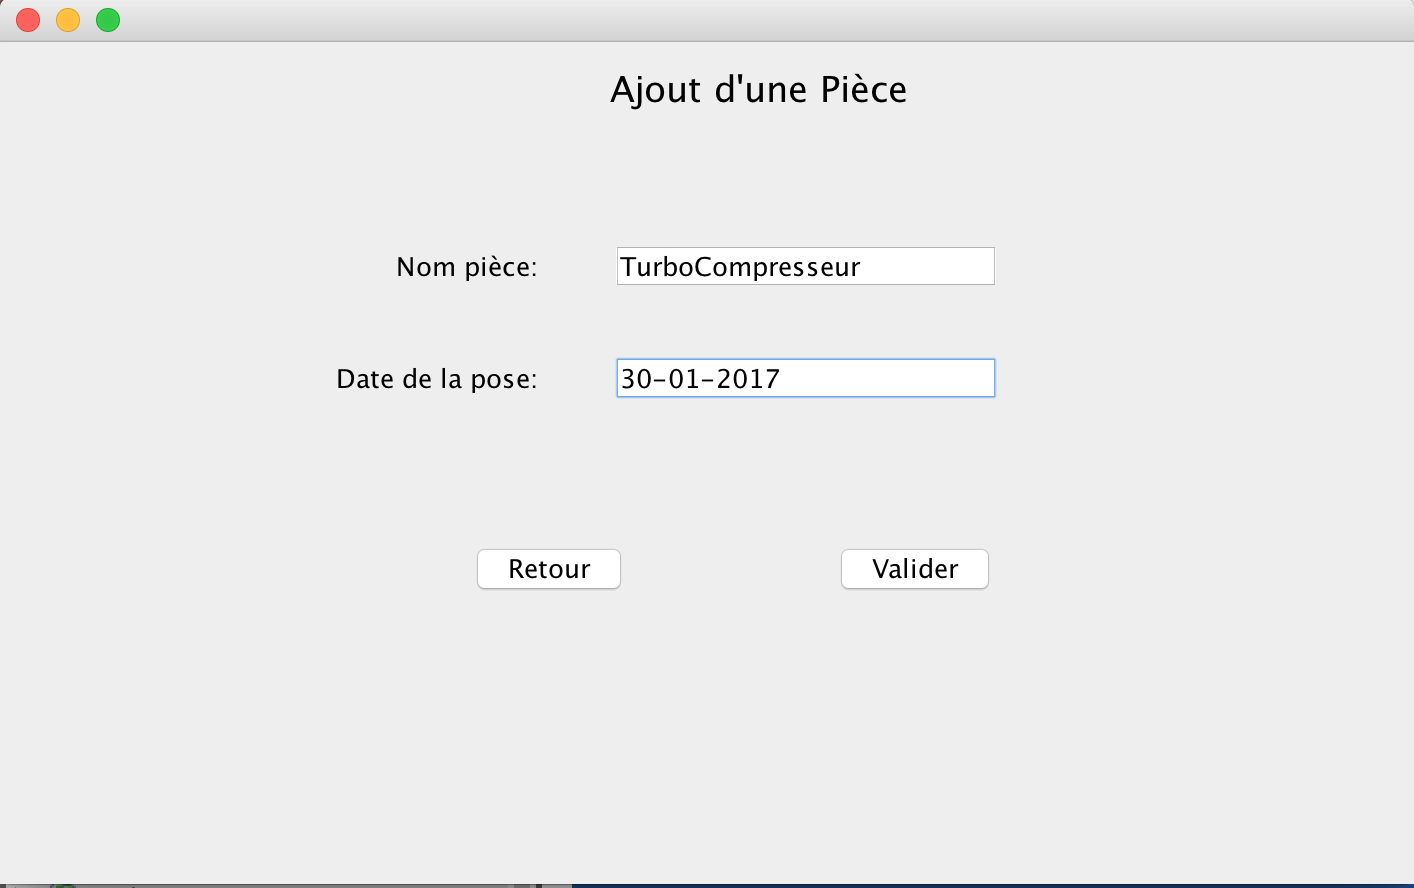 Ajout d'une Pièce
Nom pièce: TurboCompresseur
Date de la pose: 30-01-2017
Retour Valider